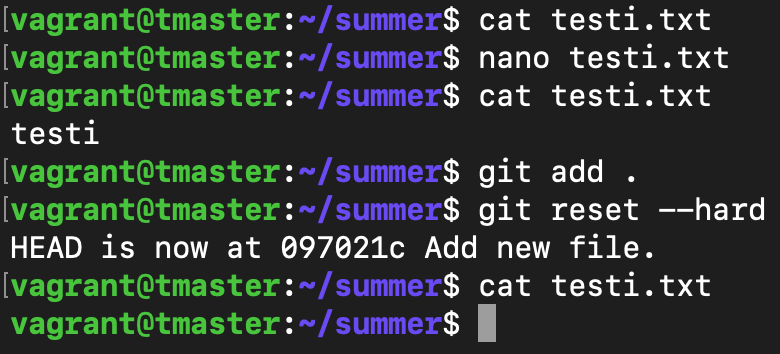 [vagrant@tmaster:~/summer$ cat testi.txt
[vagrant@tmaster:~/summer$ nano testi.txt
[vagrant@tmaster:~/summer$ cat testi.txt
testi
[vagrant@tmaster:~/summer$ git add .
[vagrant@tmaster:~/summer$ git reset --hard
HEAD is now at 097021c Add new file.
[vagrant@tmaster:~/summer$ cat testi.txt
vagrant@tmaster:~/summer$